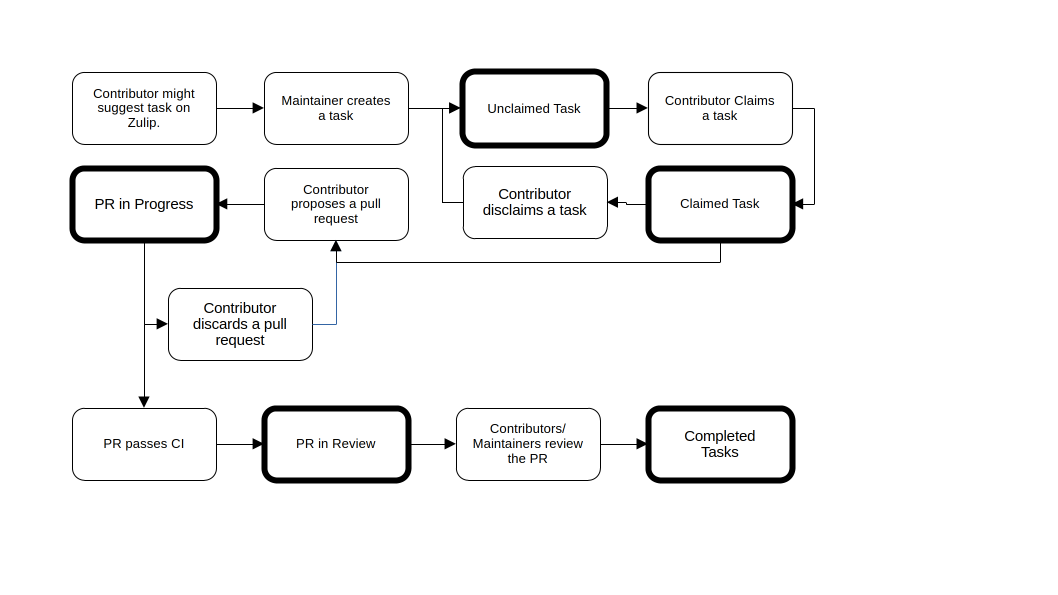 Contributor might
suggest task on
Zulip.
Maintainer creates
a task
Unclaimed Task
Contributor Claims
a task
PR in Progress
Contributor
proposes a pull
request
Contributor
disclaims a task
Claimed Task
Contributor
discards a pull
request
PR passes CI
PR in Review
Contributors/
Maintainers review
the PR
Completed
Tasks